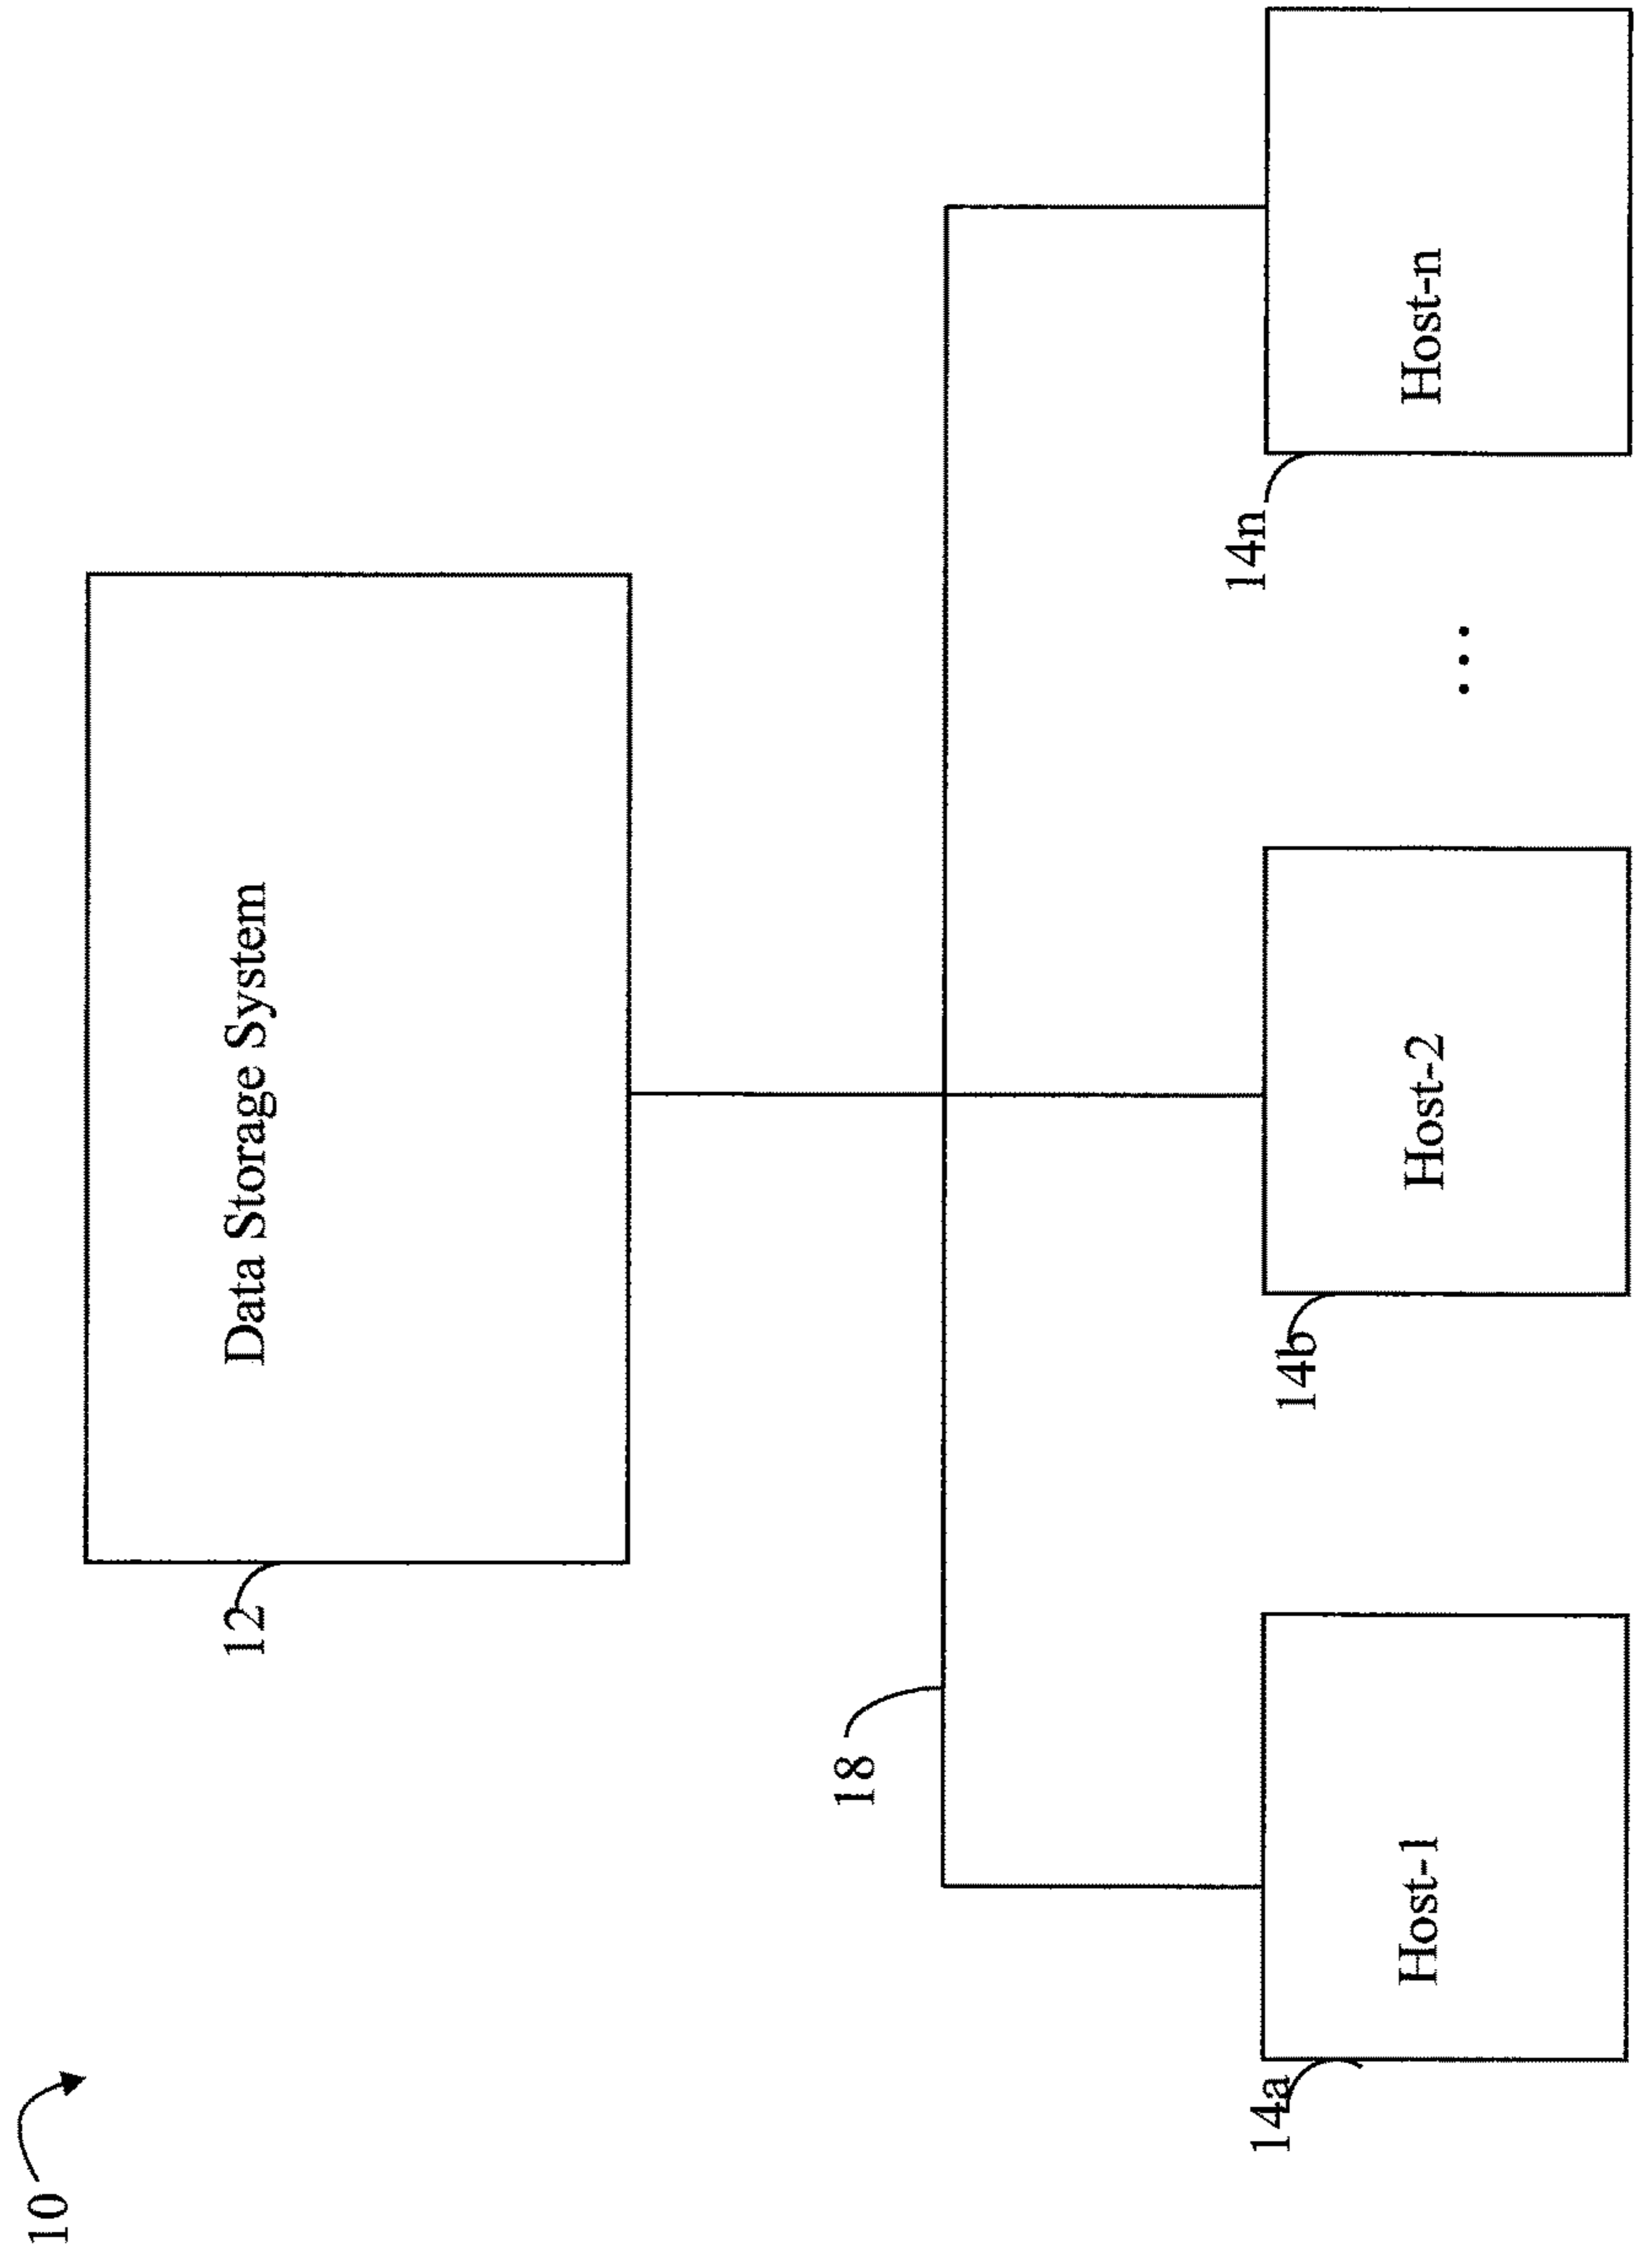 10
12
Data Storage System
18
14a
Host-1
14b
Host-2
...
14n
Host-n